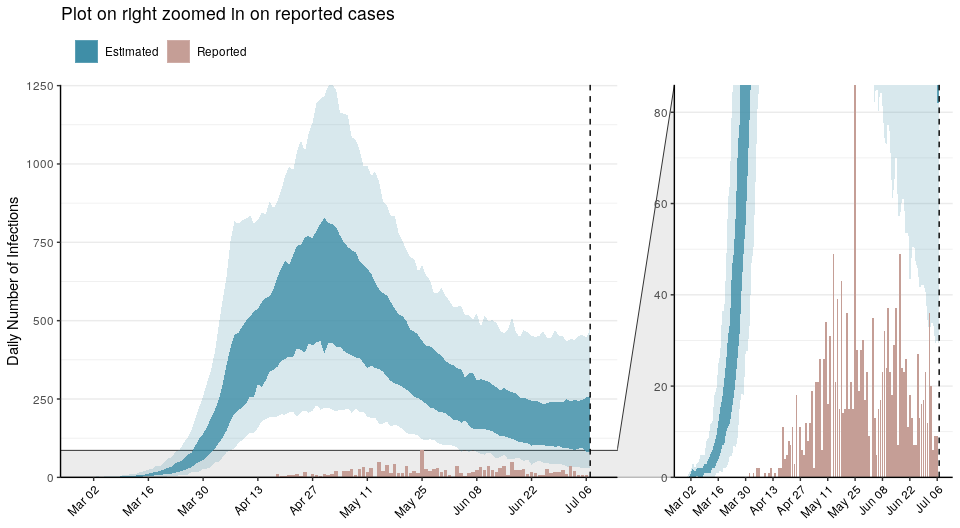 Plot on right zoomed in on reported cases
Estimated Reported
Daily Number of Infections
1250
1000
750
500
250
0
Mar 02 Mar 16 Mar 30 Apr 13 Apr 27 May 11 May 25 Jun 08 Jun 22 Jul 06
80
60
40
20
0
Mar 02 Mar 16 Mar 30 Apr 13 Apr 27 May 11 May 25 Jun 08 Jun 22 Jul 06